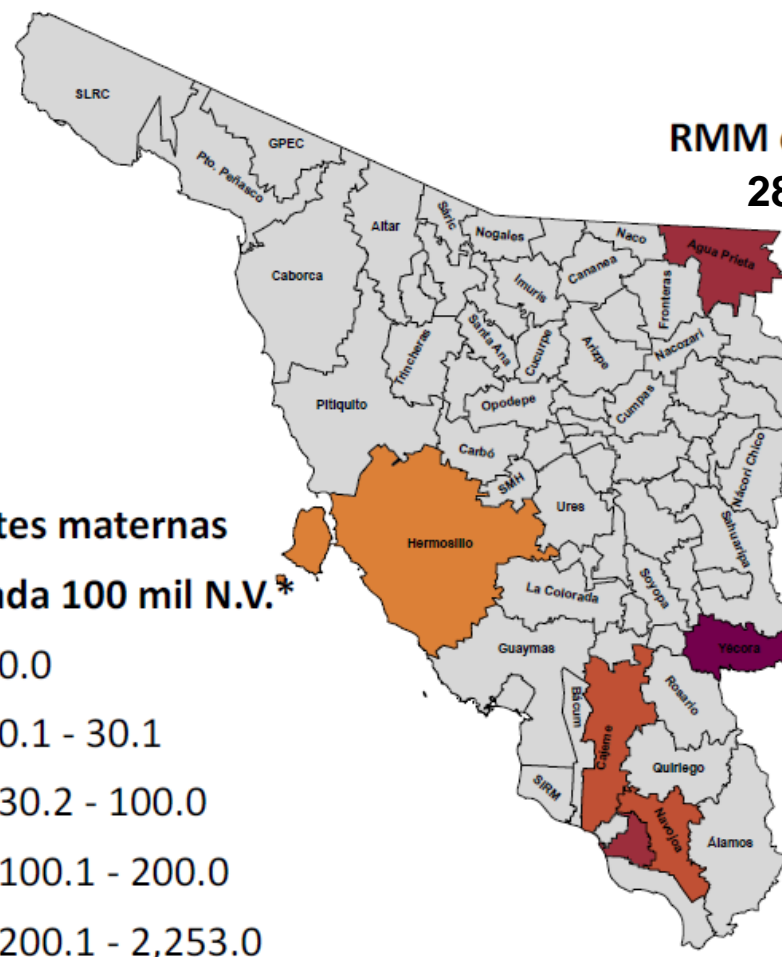 SLRC
GPEC
Pto. Peñasco
RMM
28
Altar
Sáric
Nogales
Naco
Agua Prieta
Caborca
Imuris
Cananea
Fronteras
Trincheras
Santa Ana
Cucurpe
Arizpe
Nacozari
Pitiquito
Opodepe
Cumpas
Carbó
SMH
Nácori Chico
Ures
Sahuaripa
tes maternas
Hermosillo
ada 100 mil N.V.*
La Colorada
Soyopa
0.0
Guaymas
Yécora
Rosario
Bácum
0.1 - 30.1
Cajeme
Quiriego
30.2 - 100.0
SIRM
Navojoa
Álamos
100.1 - 200.0
200.1 - 2,253.0